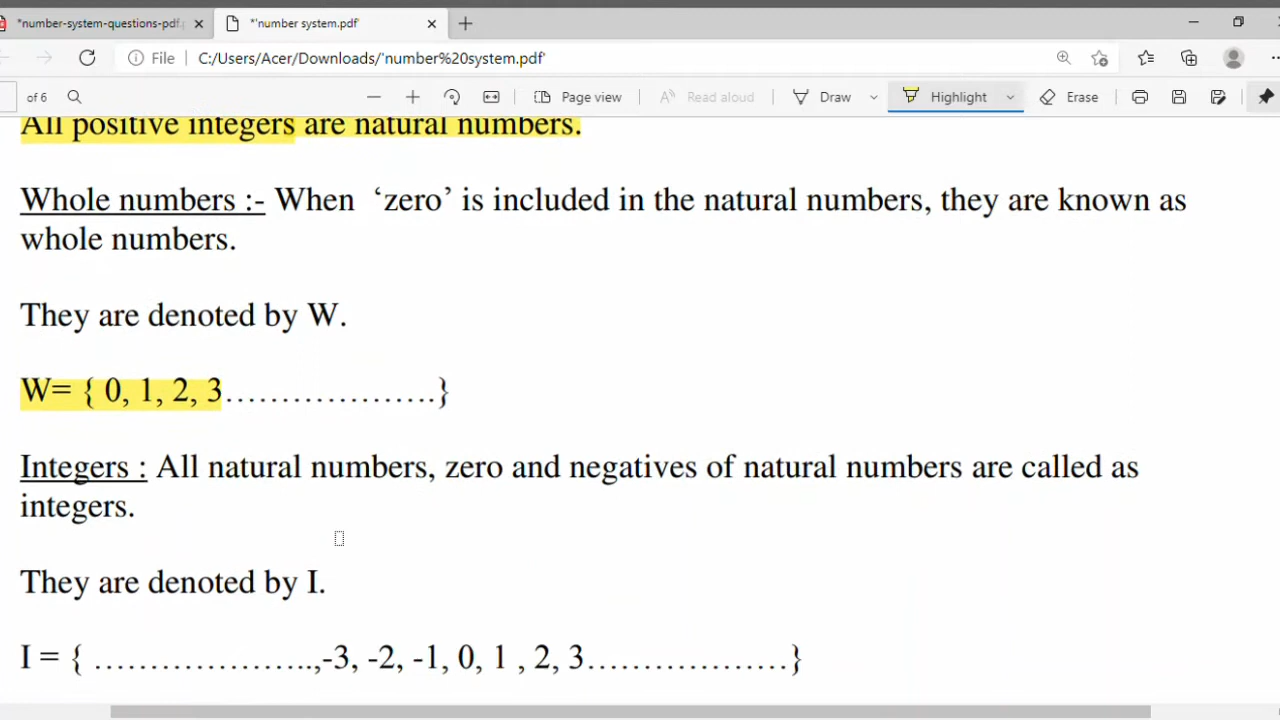 *number-system-questions-pdf.
*'number system.pdf'
File C:/Users/Acer/Downloads/'number%20system.pdf'
of 6 Page view Read aloud Draw Highlight Erase
All positive integers are natural numbers.
Whole numbers :- When ‘zero’ is included in the natural numbers, they are known as
whole numbers.
They are denoted by W.
W= { 0, 1, 2, 3……………….}
Integers : All natural numbers, zero and negatives of natural numbers are called as
integers.
They are denoted by I.
I = { ………………..,-3, -2, -1, 0, 1 , 2, 3………………}